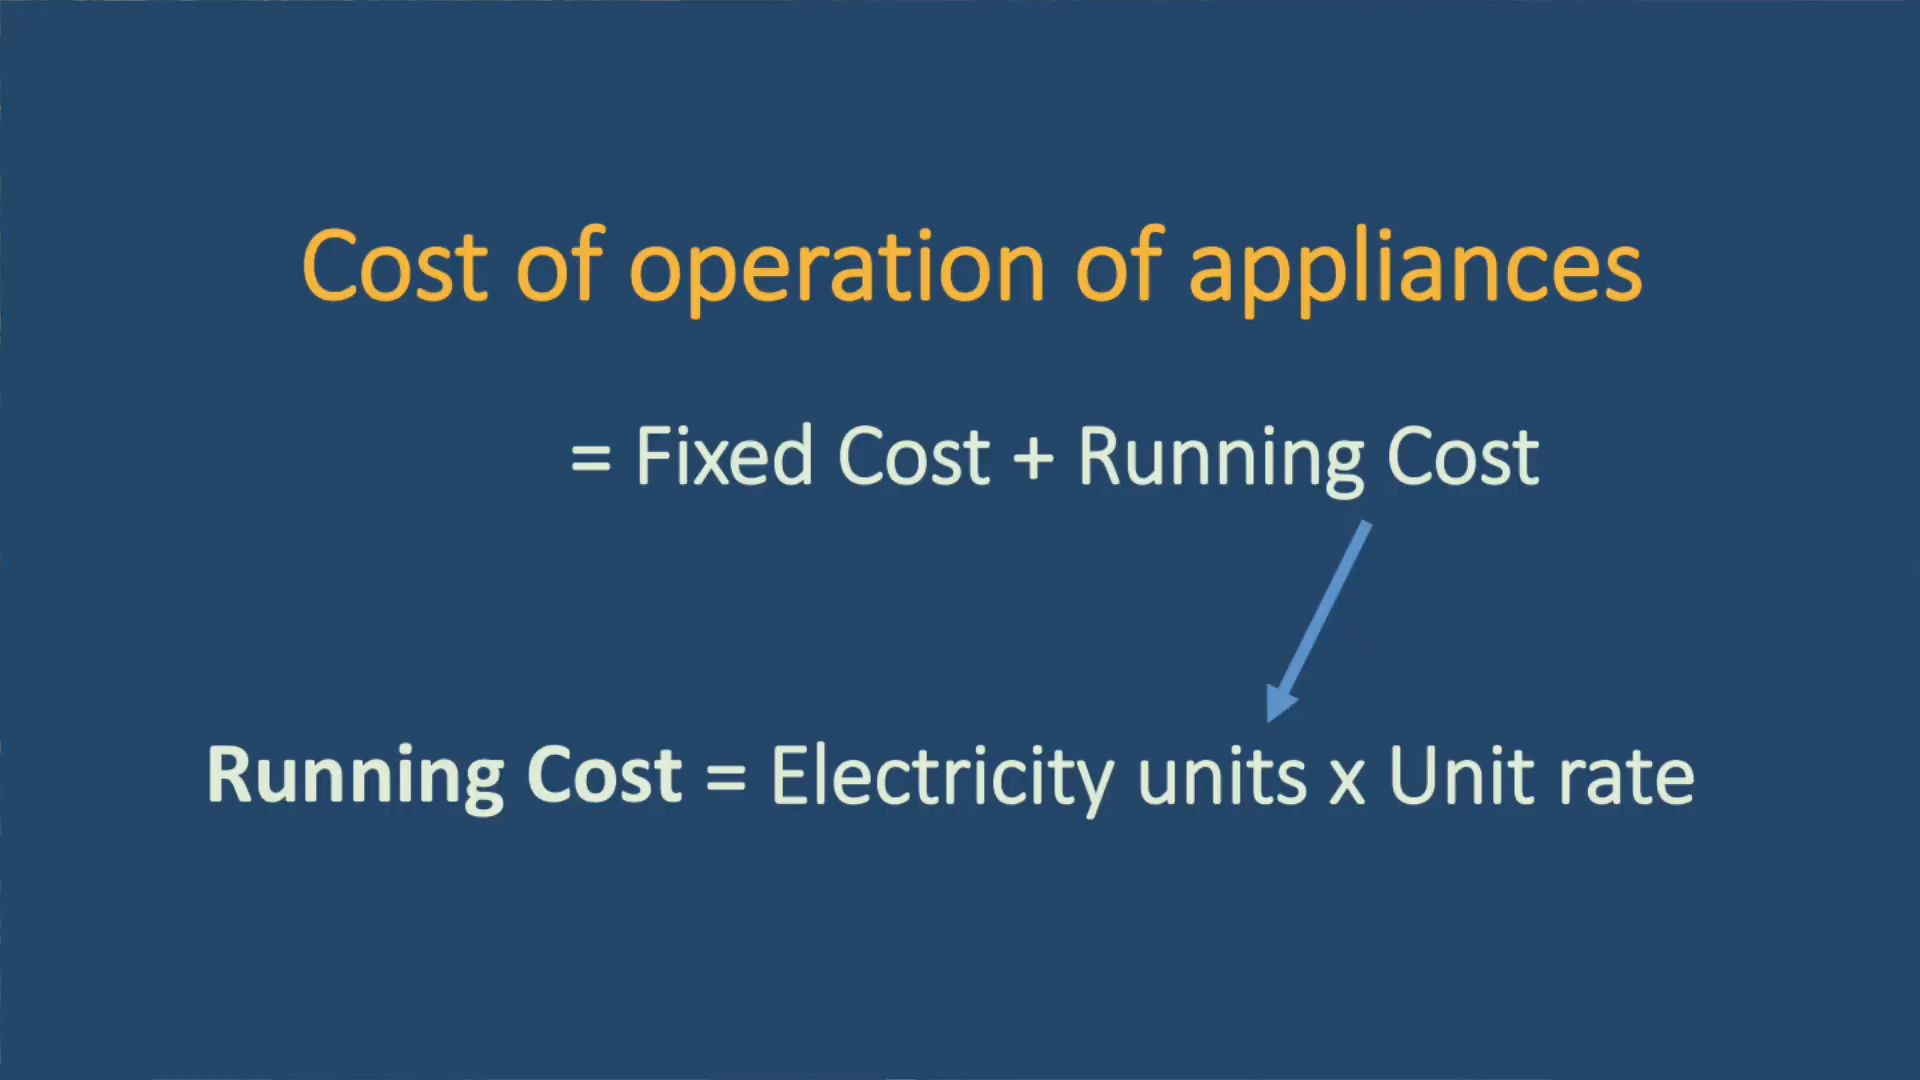 Cost of operation of appliances
= Fixed Cost + Running Cost
Running Cost = Electricity units x Unit rate